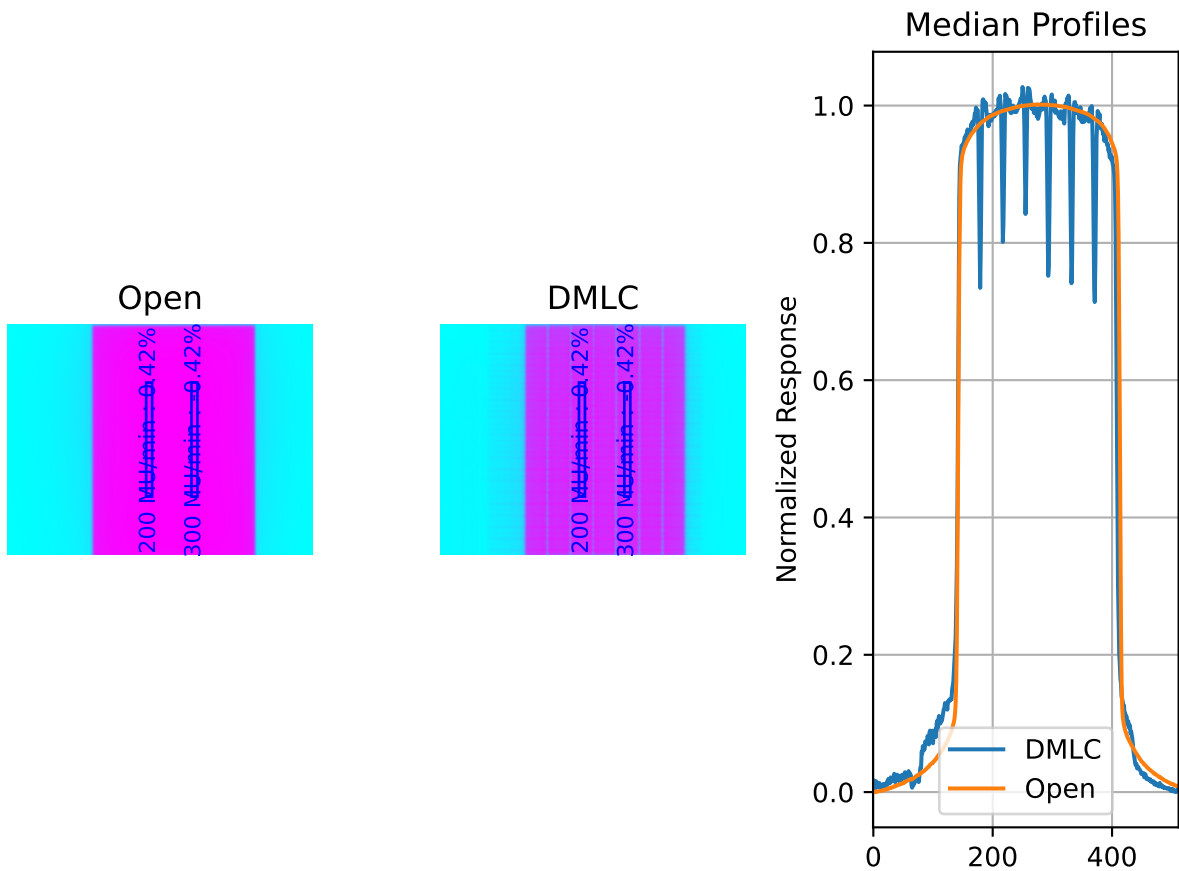 Open
200 MU/min : 0.42%
300 MU/min : -0.42%
DMLC
200 MU/min : 0.42%
300 MU/min : -0.42%
Median Profiles
Normalized Response
1.0
0.8
0.6
0.4
0.2
0.0
0 200 400
DMLC
Open